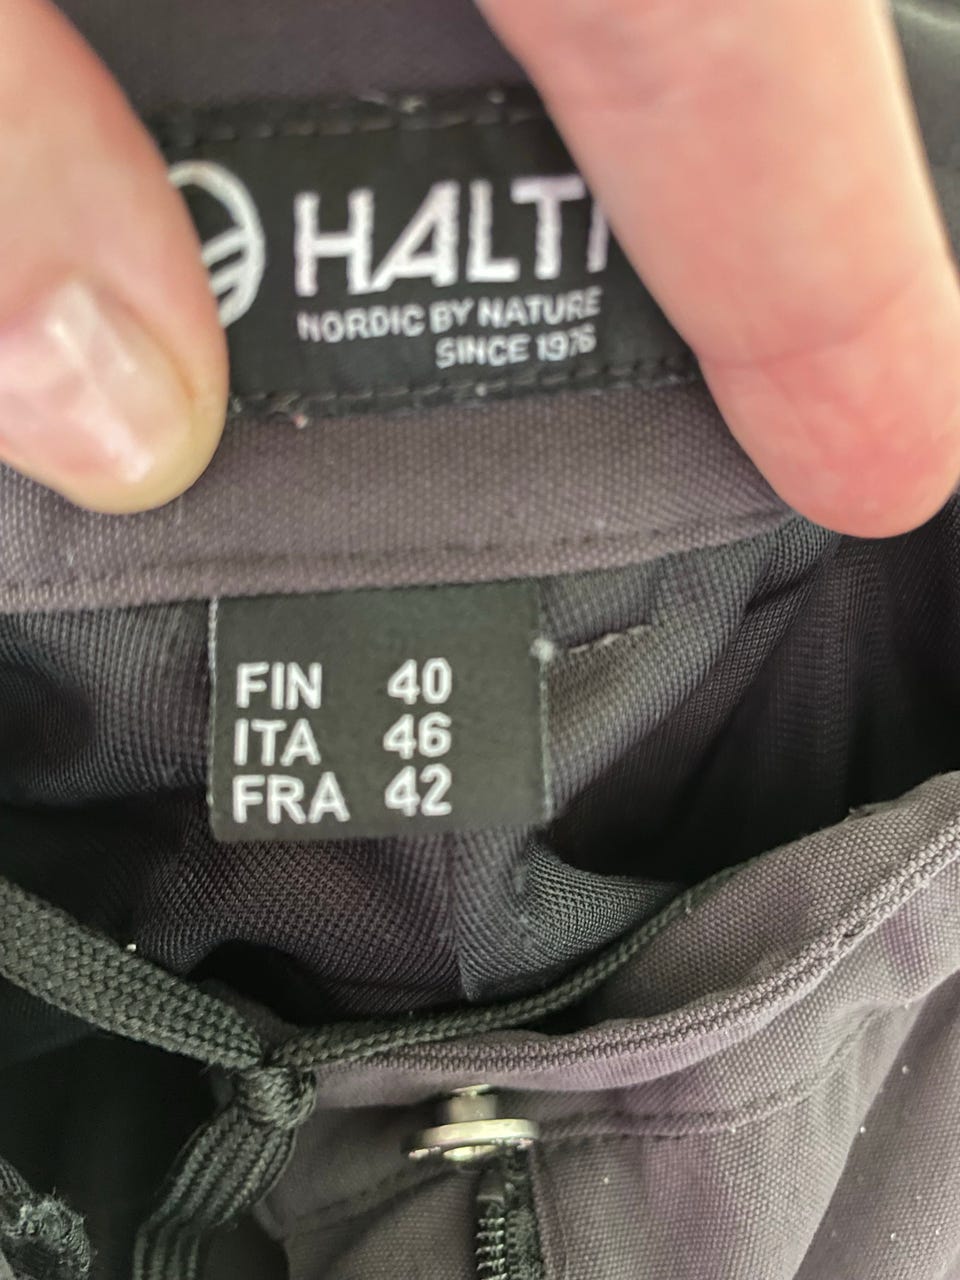 HALTI
NORDIC BY NATURE
SINCE 1976
FIN 40
ITA 46
FRA 42